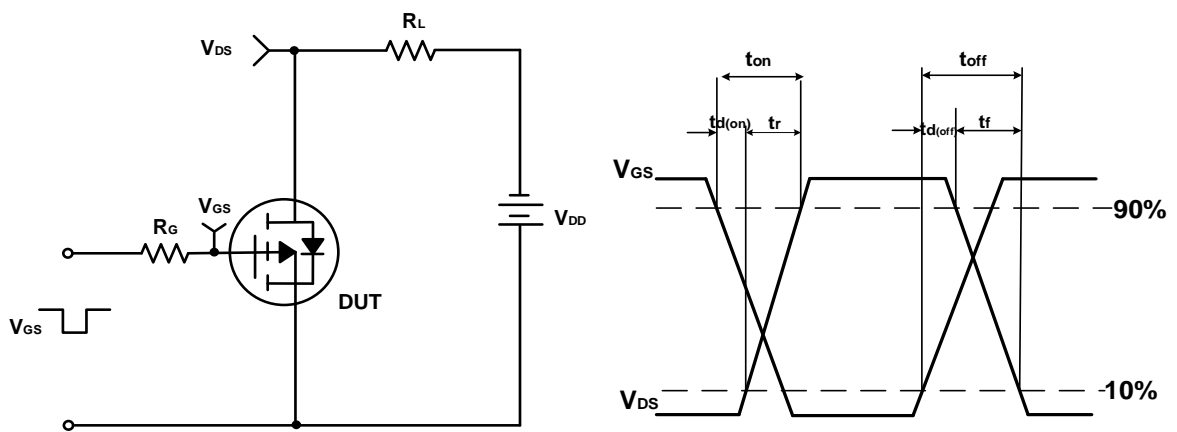 RL
VDS
VGS
RG
VDD
DUT
VGS
ton
toff
td(on)
tr
td(off)
tf
VGS
90%
VDS
10%